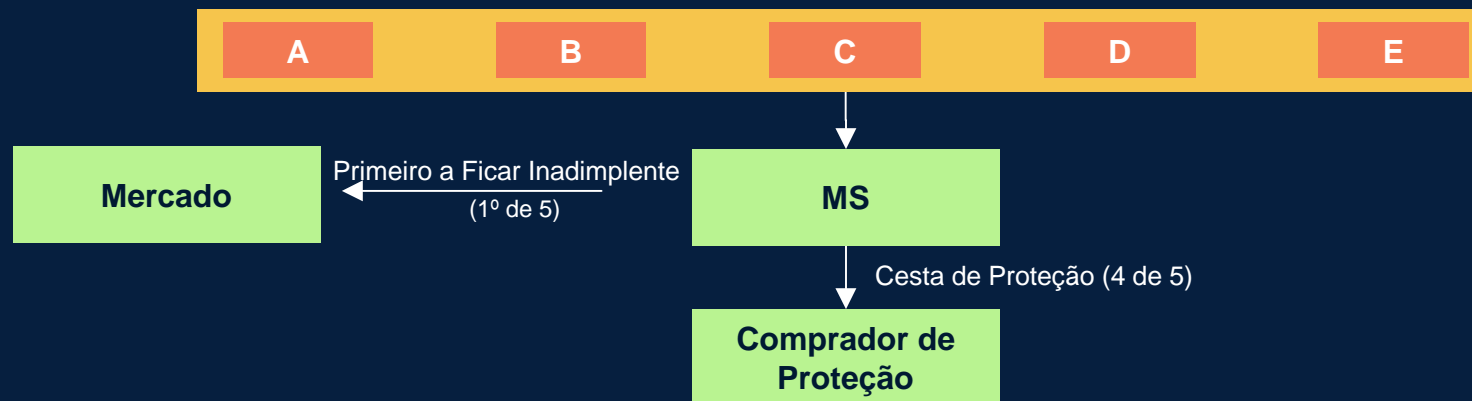 A
B
C
D
E
Mercado
Primeiro a Ficar Inadimplente
(1º de 5)
MS
Cesta de Proteção (4 de 5)
Comprador de
Proteção